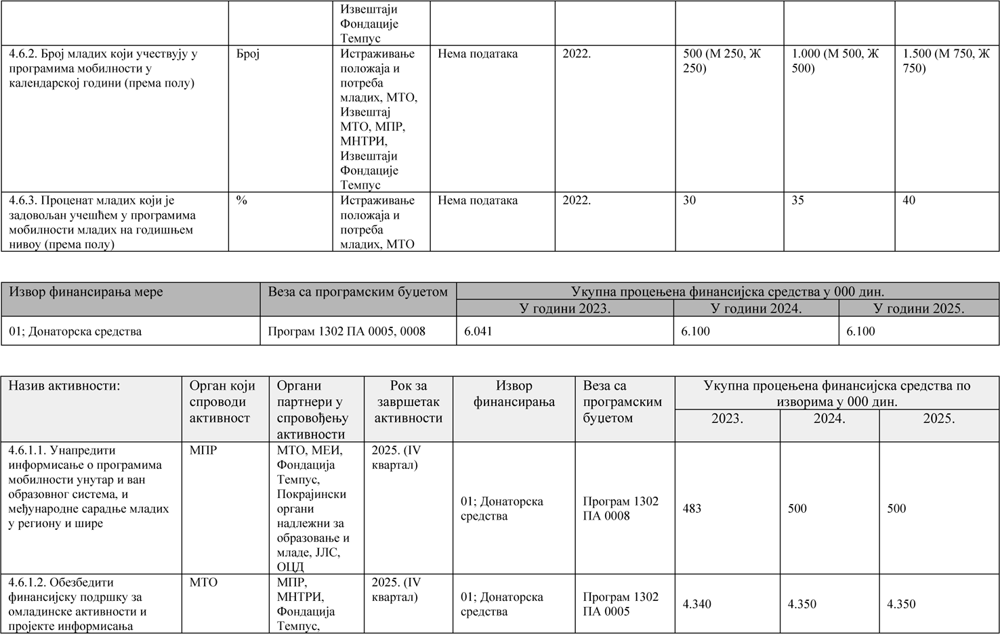 Извештаји
Фондације
Темпус
4.6.2. Број младих који учествују у
програмима мобилности у
календарској години (према полу)
Број
Истраживање
положаја и
потреба
младих, МТО,
Извештај
МТО, МПР,
МНТРИ,
Извештаји
Фондације
Темпус
Нема података
2022.
500 (М 250, Ж
250)
1.000 (М 500, Ж
500)
1.500 (М 750, Ж
750)
4.6.3. Проценат младих који је
задовољан учешћем у програмима
мобилности младих на годишњем
нивоу (према полу)
%
Истраживање
положаја и
потреба
младих, МТО
Нема података
2022.
30
35
40
Извор финансирања мере
Веза са програмским буџетом
Укупна процењена финансијска средства у 000 дин.
У години 2023.
У години 2024.
У години 2025.
01; Донаторска средства
Програм 1302 ПА 0005, 0008
6.041
6.100
6.100
Назив активности:
Орган који
спроводи
активност
Органи
партнери у
спровођењу
активности
Рок за
завршетак
активности
Извор
финансирања
Веза са
програмским
буџетом
Укупна процењена финансијска средства по
изворима у 000 дин.
2023.
2024.
2025.
4.6.1.1. Унапредити
информисање о програмима
мобилности унутар и ван
образовног система, и
међународне сарадње младих
у региону и шире
МПР
МТО, МЕИ,
Фондација
Темпус,
Покрајински
органи
надлежни за
образовање и
младе, ЈЛС,
ОЦД
2025. (IV
квартал)
01; Донаторска
средства
Програм 1302
ПА 0008
483
500
500
4.6.1.2. Обезбедити
финансијску подршку за
омладинске активности и
пројекте информисања
МТО
МПР,
МНТРИ,
Фондација
Темпус,
2025. (IV
квартал)
01; Донаторска
средства
Програм 1302
ПА 0005
4.340
4.350
4.350